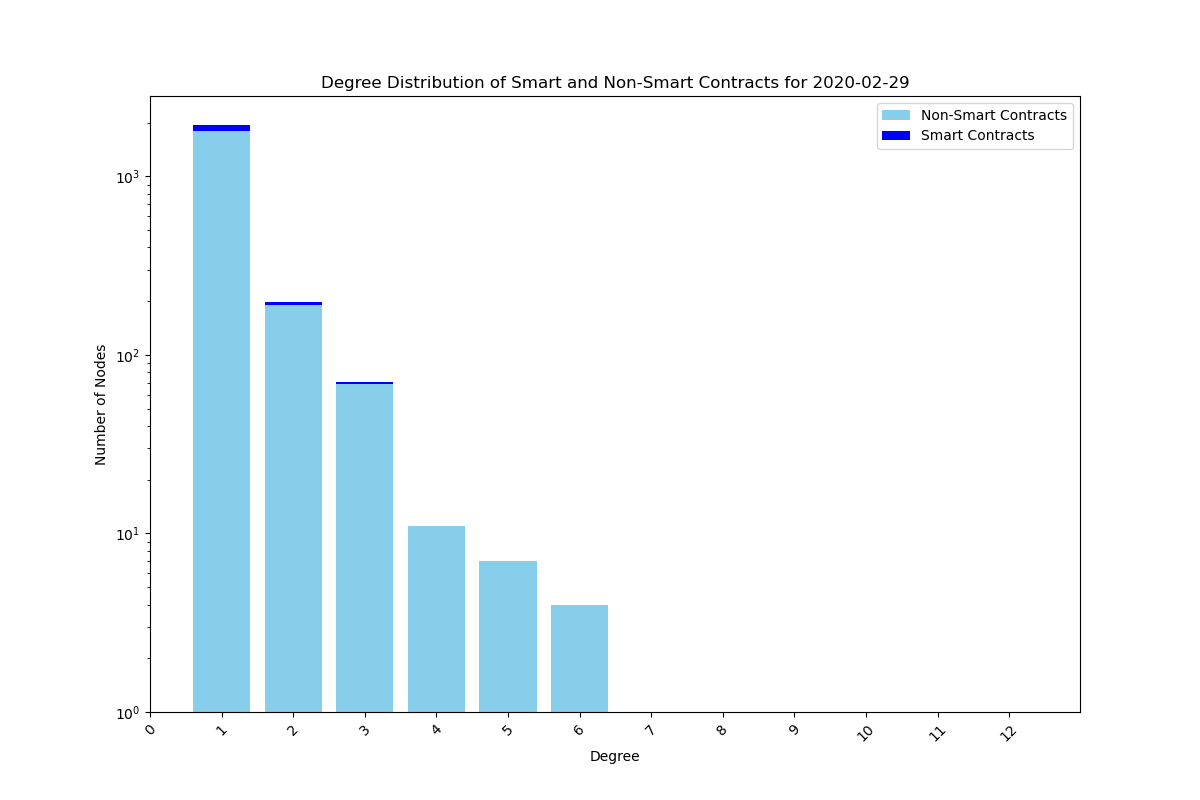 Degree Distribution of Smart and Non-Smart Contracts for 2020-02-29
Non-Smart Contracts
Smart Contracts
Number of Nodes
10³
10²
10¹
10⁰
0 1 2 3 4 5 6 7 8 9 10 11 12
Degree